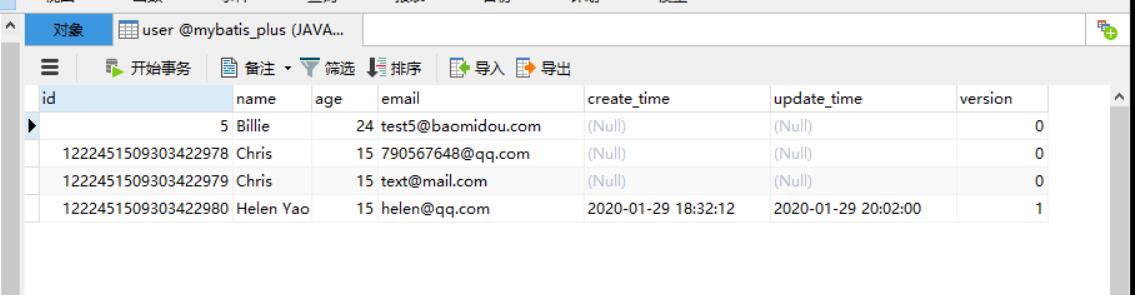 对象 user @mybatis_plus (JAVA...
开始事务 备注 筛选 排序 导入 导出
id name age email create_time update_time version
5 Billie 24 test5@baomidou.com (Null) (Null) 0
1222451509303422978 Chris 15 790567648@qq.com (Null) (Null) 0
1222451509303422979 Chris 15 text@mail.com (Null) (Null) 0
1222451509303422980 Helen Yao 15 helen@qq.com 2020-01-29 18:32:12 2020-01-29 20:02:00 1